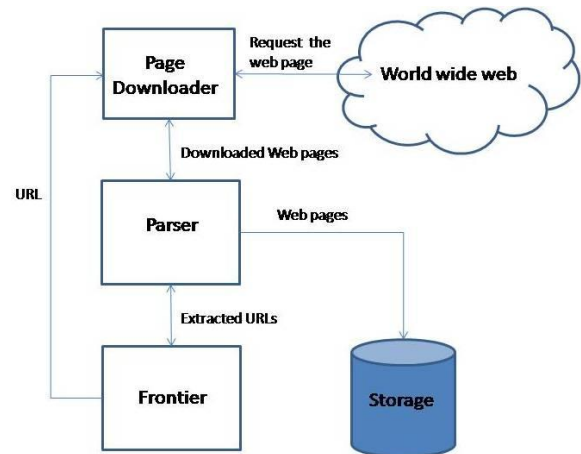 Page
Downloader
Request the
web page
World wide web
Downloaded Web pages
URL
Parser
Web pages
Extracted URLs
Frontier
Storage